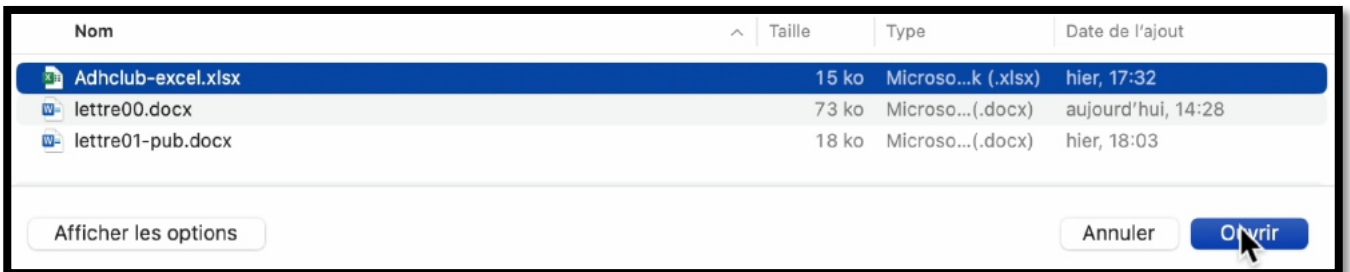 Nom Taille Type Date de l'ajout
Adhclub-excel.xlsx 15 ko Microso...k (.xlsx) hier, 17:32
lettre00.docx 73 ko Microso...(.docx) aujourd'hui, 14:28
lettre01-pub.docx 18 ko Microso...(.docx) hier, 18:03
Afficher les options Annuler Ouvrir